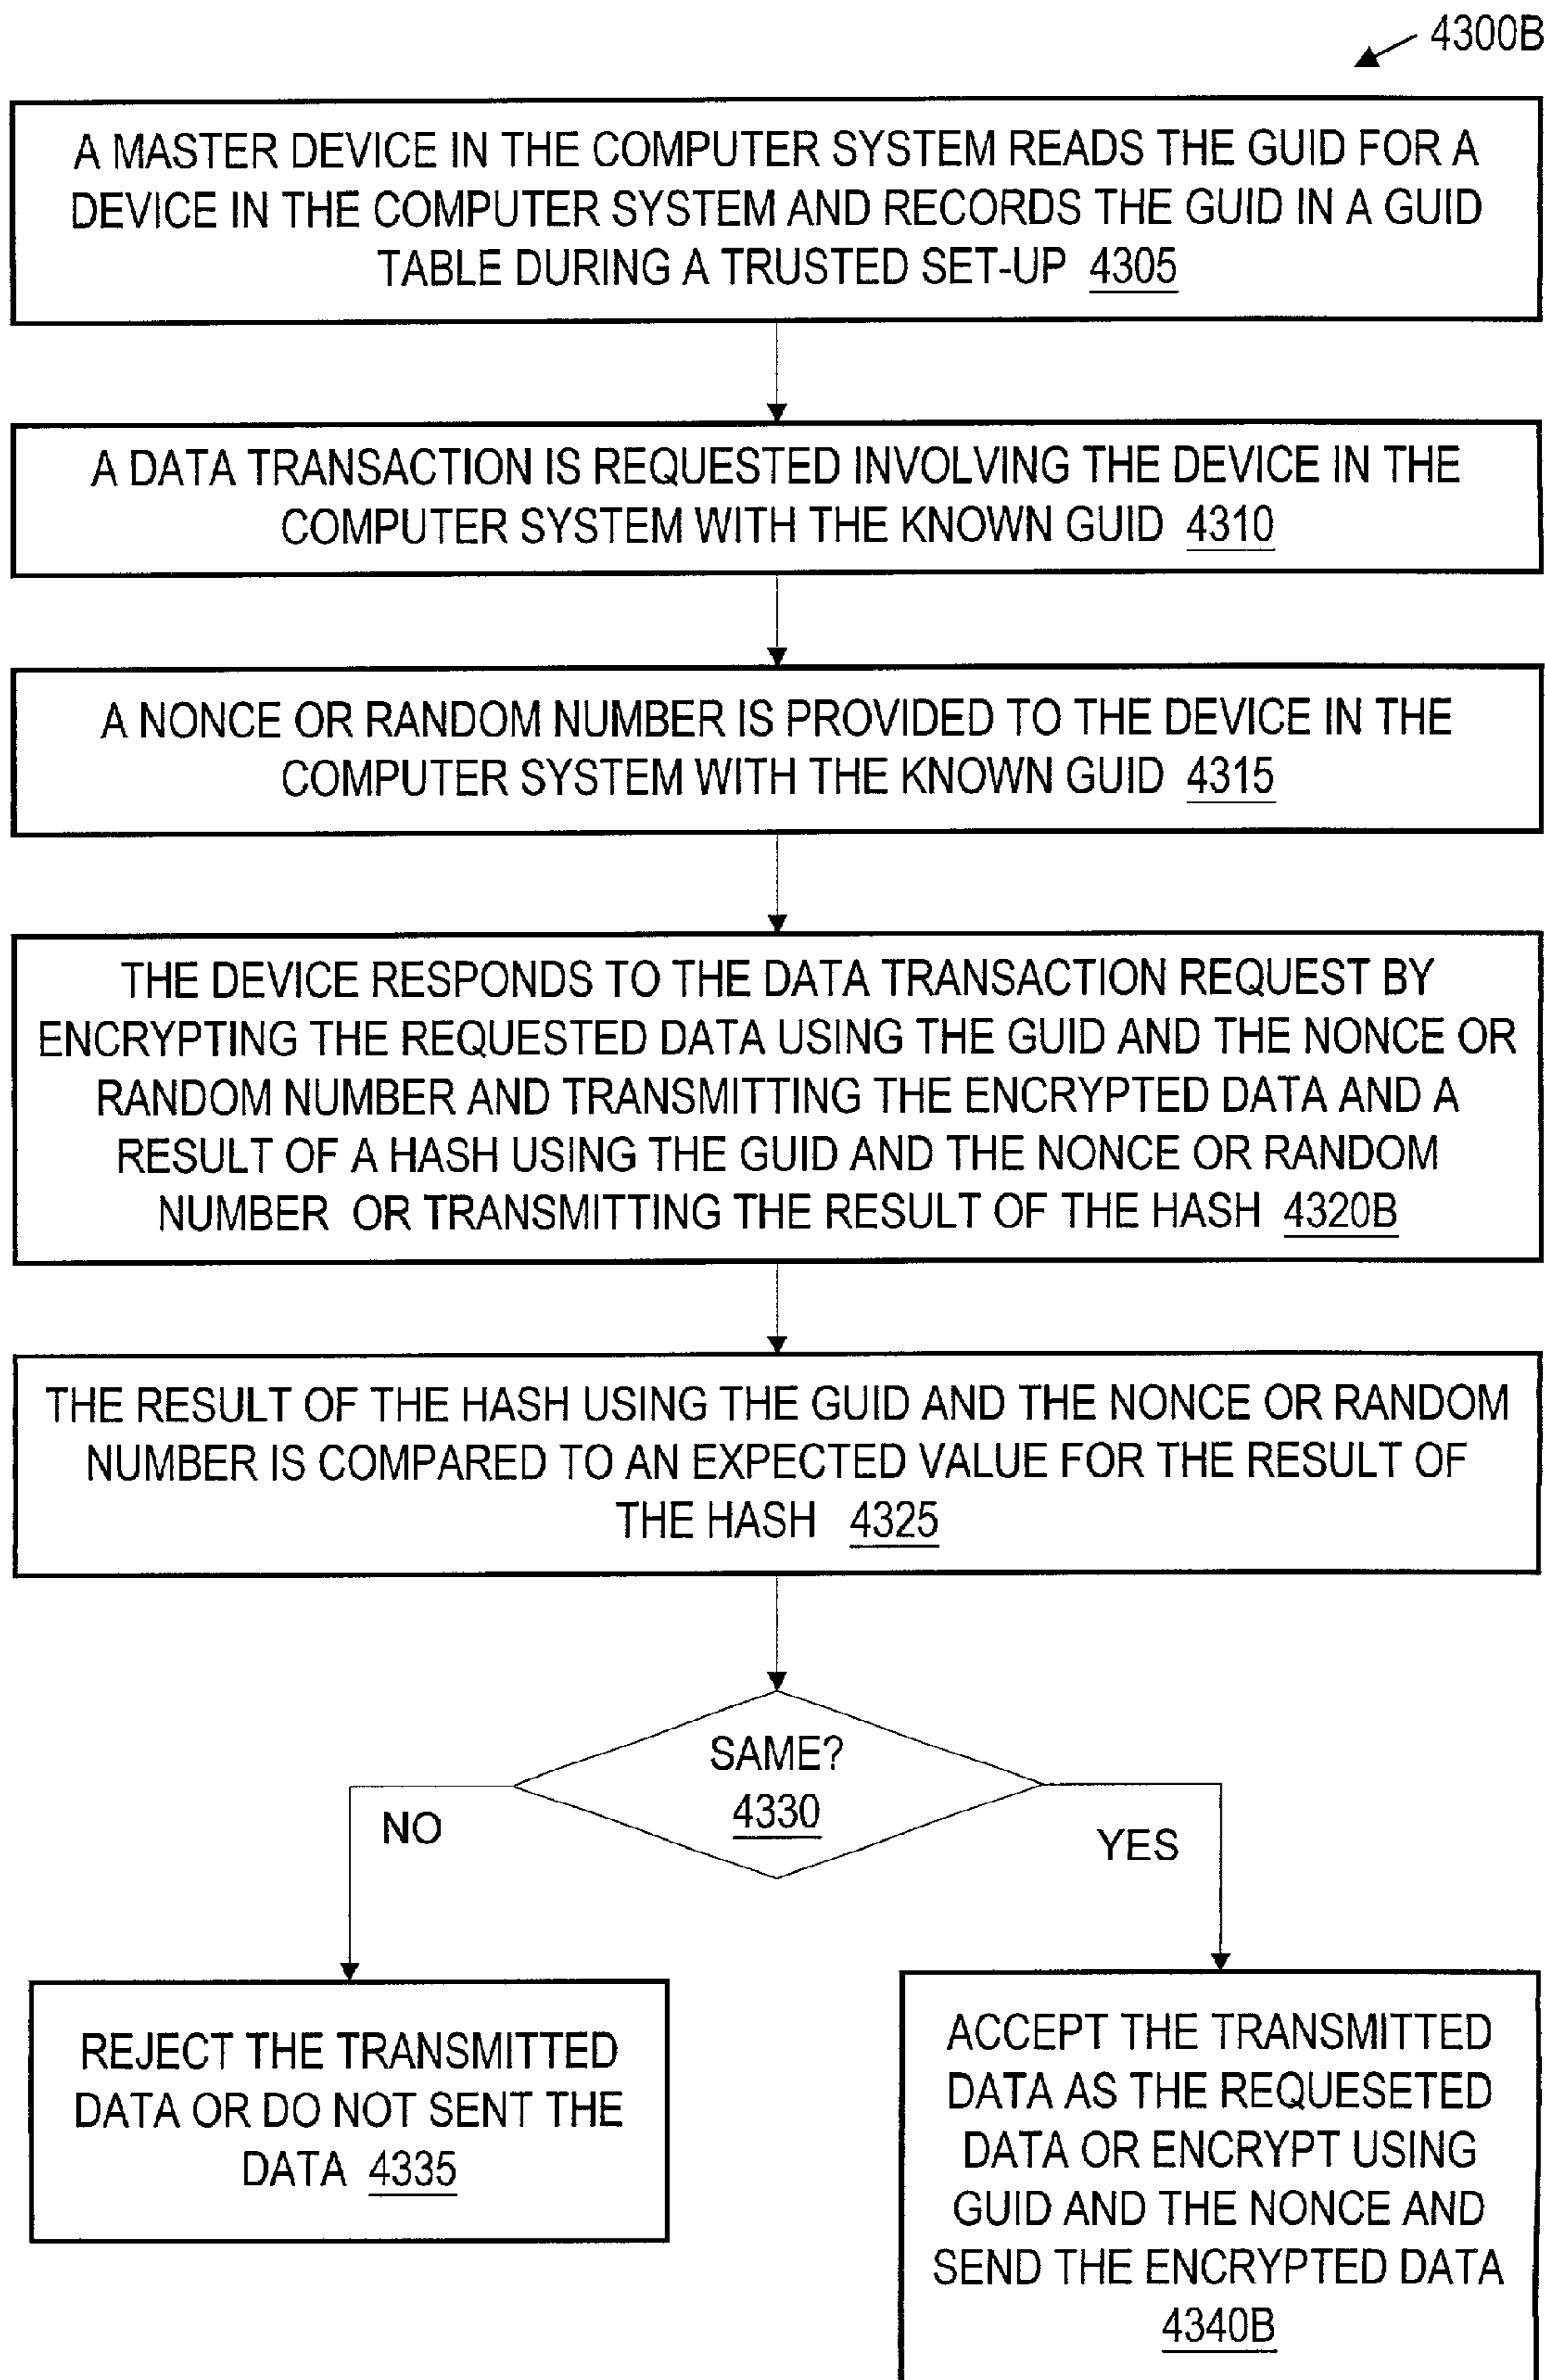 4300B
A MASTER DEVICE IN THE COMPUTER SYSTEM READS THE GUID FOR A
DEVICE IN THE COMPUTER SYSTEM AND RECORDS THE GUID IN A GUID
TABLE DURING A TRUSTED SET-UP 4305
A DATA TRANSACTION IS REQUESTED INVOLVING THE DEVICE IN THE
COMPUTER SYSTEM WITH THE KNOWN GUID 4310
A NONCE OR RANDOM NUMBER IS PROVIDED TO THE DEVICE IN THE
COMPUTER SYSTEM WITH THE KNOWN GUID 4315
THE DEVICE RESPONDS TO THE DATA TRANSACTION REQUEST BY
ENCRYPTING THE REQUESTED DATA USING THE GUID AND THE NONCE OR
RANDOM NUMBER AND TRANSMITTING THE ENCRYPTED DATA AND A
RESULT OF A HASH USING THE GUID AND THE NONCE OR RANDOM
NUMBER OR TRANSMITTING THE RESULT OF THE HASH 4320B
THE RESULT OF THE HASH USING THE GUID AND THE NONCE OR RANDOM
NUMBER IS COMPARED TO AN EXPECTED VALUE FOR THE RESULT OF
THE HASH 4325
SAME?
4330
NO
YES
REJECT THE TRANSMITTED
DATA OR DO NOT SENT THE
DATA 4335
ACCEPT THE TRANSMITTED
DATA AS THE REQUESETED
DATA OR ENCRYPT USING
GUID AND THE NONCE AND
SEND THE ENCRYPTED DATA
4340B